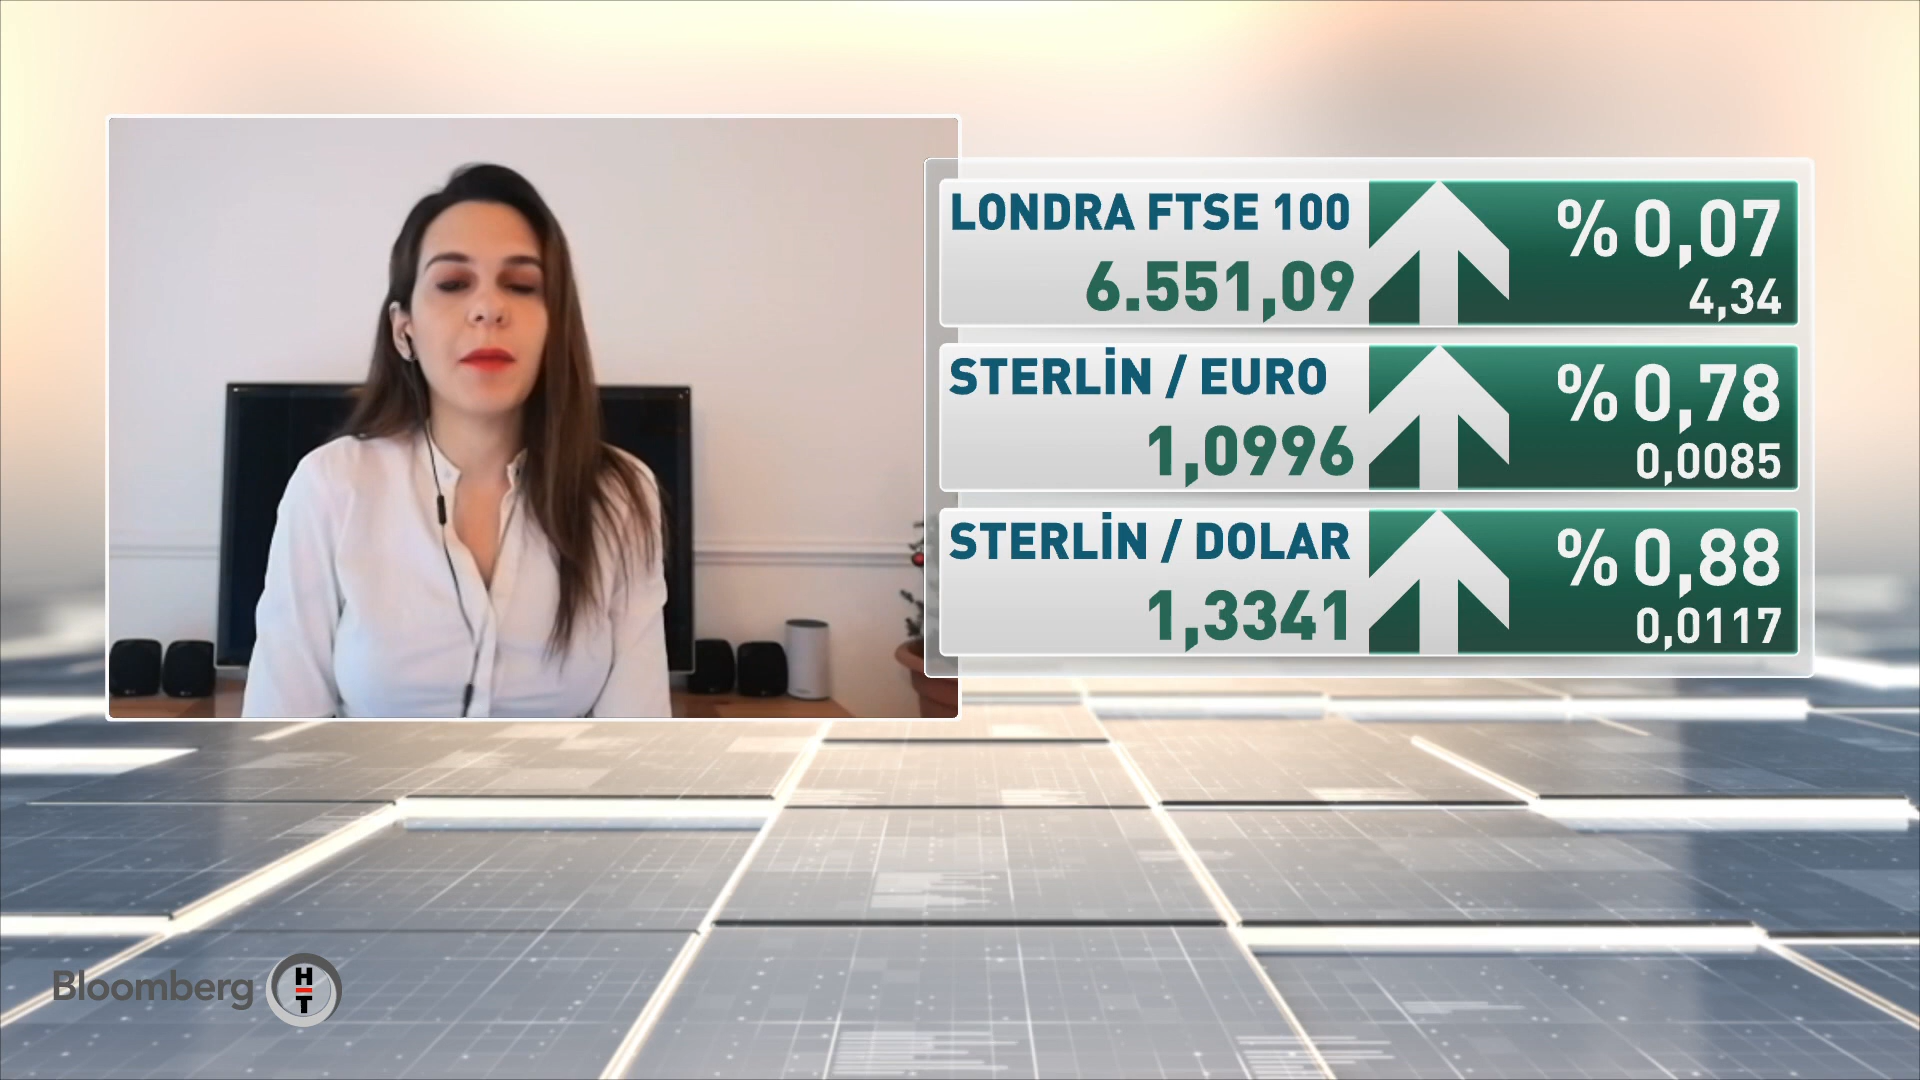 LONDRA FTSE 100
6.551,09
% 0,07
4,34
STERLİN / EURO
1,0996
% 0,78
0,0085
STERLİN / DOLAR
1,3341
% 0,88
0,0117
Bloomberg HT